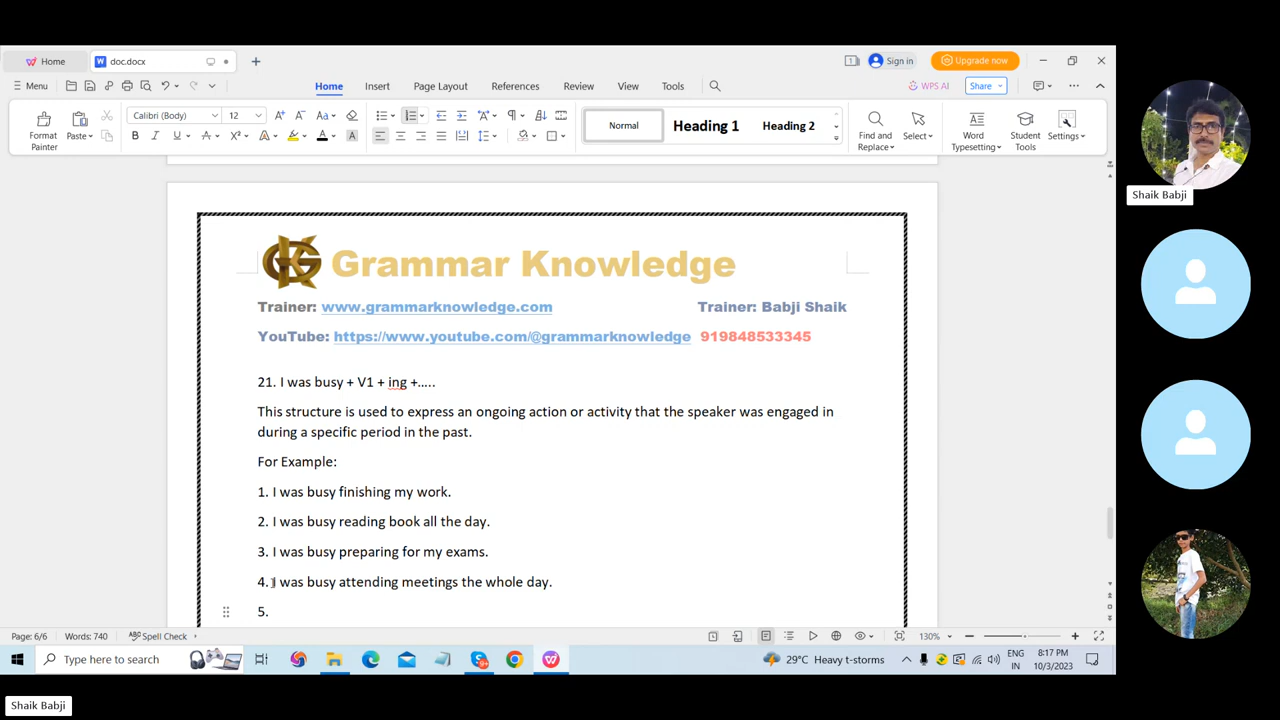 Home
doc.docx
Sign in
Upgrade now
Menu
Home
Insert
Page Layout
References
Review
View
Tools
WPS AI
Share
Format Painter
Paste
Calibri (Body)
12
Normal
Heading 1
Heading 2
Find and Replace
Select
Word Typesetting
Student Tools
Settings
Grammar Knowledge
Trainer: www.grammarknowledge.com Trainer: Babji Shaik
YouTube: https://www.youtube.com/@grammarknowledge 919848533345
21. I was busy + V1 + ing +.....
This structure is used to express an ongoing action or activity that the speaker was engaged in
during a specific period in the past.
For Example:
1. I was busy finishing my work.
2. I was busy reading book all the day.
3. I was busy preparing for my exams.
4. I was busy attending meetings the whole day.
5.
Page: 6/6 Words: 740 Spell Check 130%
Type here to search
29°C Heavy t-storms
ENG
IN
8:17 PM
10/3/2023
Shaik Babji
Shaik Babji